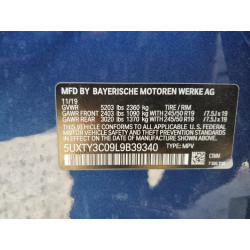 MFD BY BAYERISCHE MOTOREN WERKE AG
11/19
GVWR 5203 lbs 2360 kg TIRE / RIM
GAWR FRONT 2403 lbs 1090 kg 245/50 R19 / 7.5J x 19
GAWR REAR 3020 lbs 1370 kg 245/50 R19 / 7.5J x 19
THIS VEHICLE CONFORMS TO ALL APPLICABLE FEDERAL
MOTOR VEHICLE SAFETY, BUMPER AND THEFT PREVENTION
STANDARDS IN EFFECT ON THE DATE OF MANUFACTURE SHOWN ABOVE.
5UXTY3C09L9B39340 TYPE: MPV